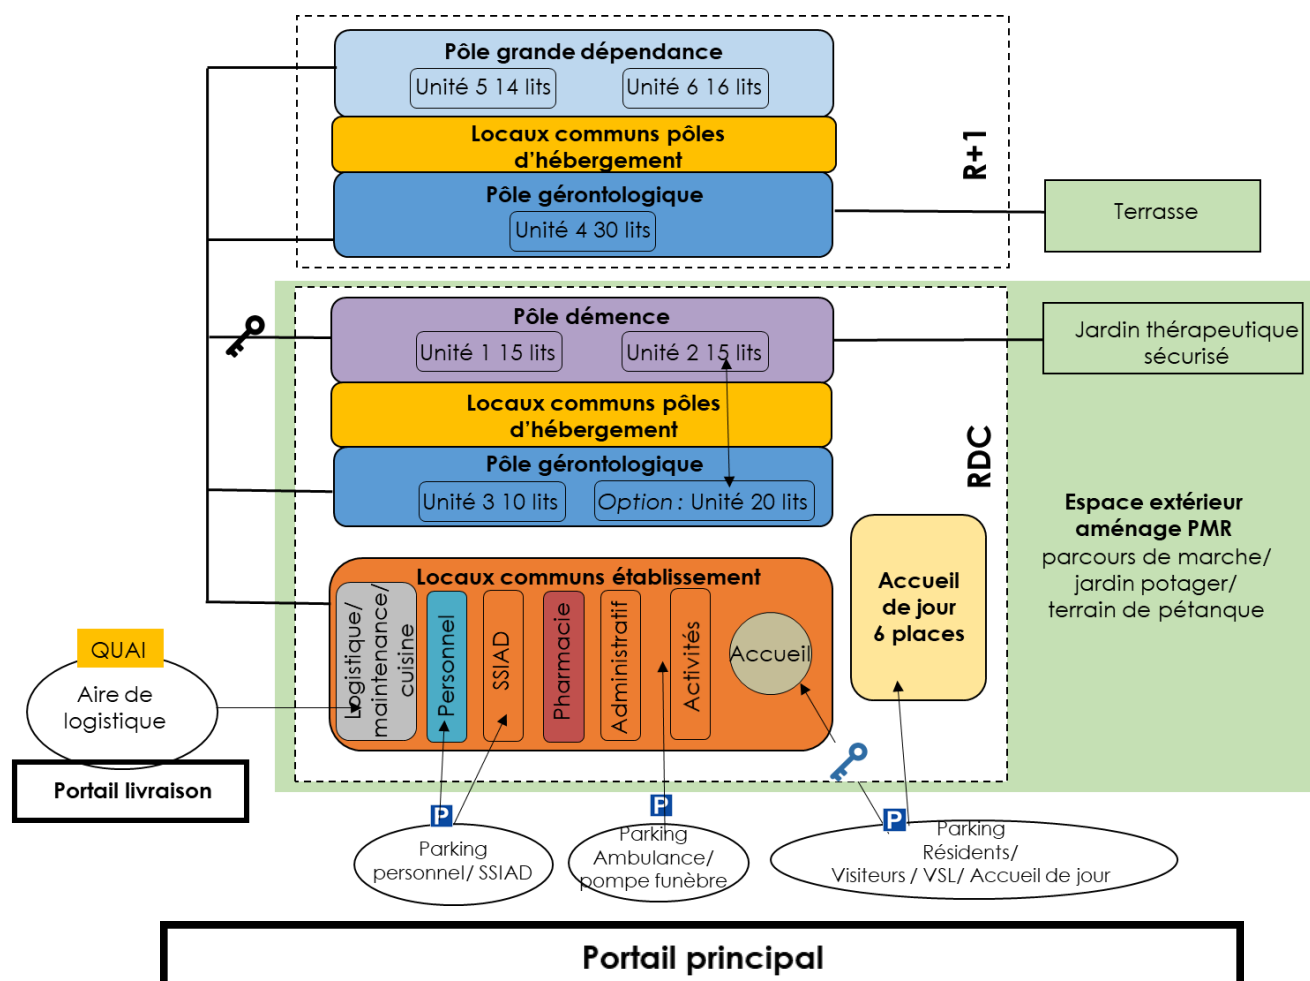 Pôle grande dépendance
Unité 5 14 lits
Unité 6 16 lits
Locaux communs pôles
d’hébergement
Pôle gérontologique
Unité 4 30 lits
R+1
Terrasse
Pôle démence
Unité 1 15 lits
Unité 2 15 lits
Jardin thérapeutique
sécurisé
Locaux communs pôles
d’hébergement
Pôle gérontologique
Unité 3 10 lits
Option : Unité 20 lits
RDC
Espace extérieur
aménage PMR
parcours de marche/
jardin potager/
terrain de pétanque
Locaux communs établissement
Logistique/
maintenance/
cuisine
Personnel
SSIAD
Pharmacie
Administratif
Activités
Accueil
Accueil
de jour
6 places
QUAI
Aire de
logistique
Portail livraison
P
Parking
personnel/ SSIAD
P
Parking
Ambulance/
pompe funèbre
P
Parking
Résidents/
Visiteurs / VSL/ Accueil de jour
Portail principal